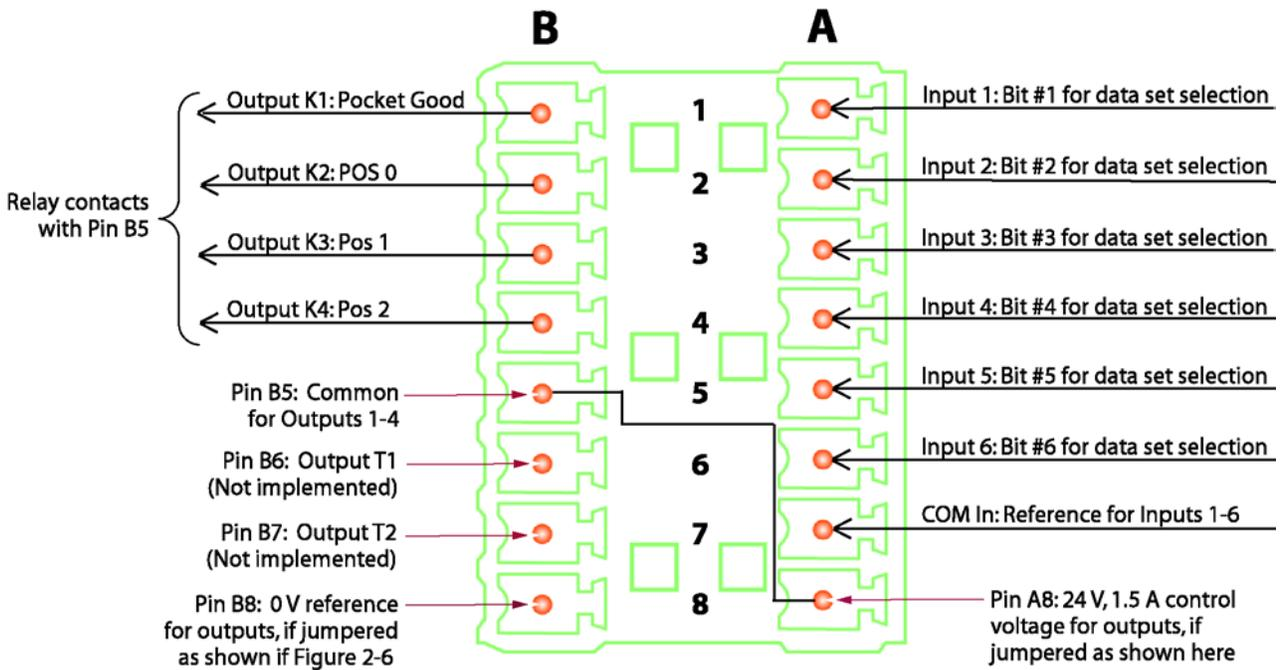 B
A
Output K1: Pocket Good
1
Input 1: Bit #1 for data set selection
Output K2: POS 0
2
Input 2: Bit #2 for data set selection
Relay contacts
with Pin B5
Output K3: Pos 1
3
Input 3: Bit #3 for data set selection
Output K4: Pos 2
4
Input 4: Bit #4 for data set selection
Pin B5: Common
for Outputs 1-4
5
Input 5: Bit #5 for data set selection
Pin B6: Output T1
(Not implemented)
6
Input 6: Bit #6 for data set selection
Pin B7: Output T2
(Not implemented)
7
COM In: Reference for Inputs 1-6
Pin B8: 0 V reference
for outputs, if jumpered
as shown if Figure 2-6
8
Pin A8: 24 V, 1.5 A control
voltage for outputs, if
jumpered as shown here